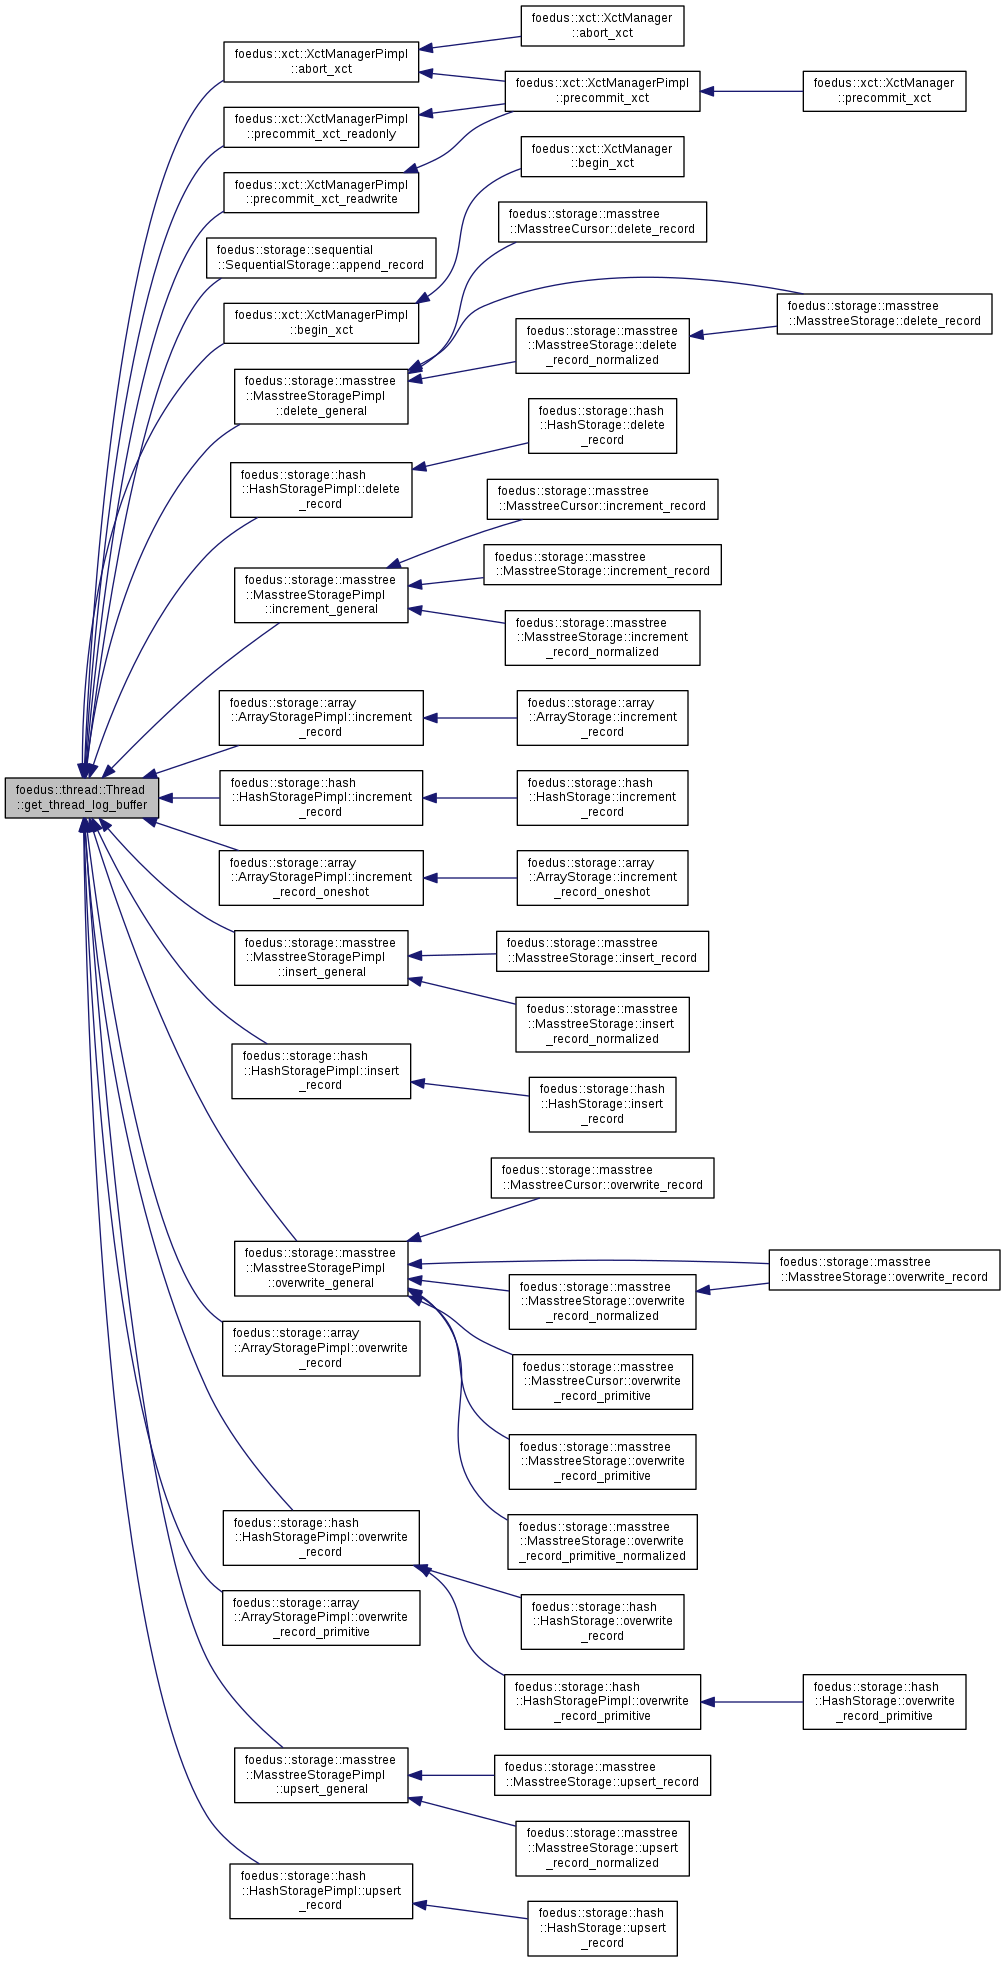 foedus::thread::Thread
::get_thread_log_buffer
foedus::xct::XctManagerPimpl
::abort_xct
foedus::xct::XctManagerPimpl
::precommit_xct_readonly
foedus::xct::XctManagerPimpl
::precommit_xct_readwrite
foedus::storage::sequential
::SequentialStorage::append_record
foedus::xct::XctManagerPimpl
::begin_xct
foedus::storage::masstree
::MasstreeStoragePimpl
::delete_general
foedus::storage::hash
::HashStoragePimpl::delete
_record
foedus::storage::masstree
::MasstreeStoragePimpl
::increment_general
foedus::storage::array
::ArrayStoragePimpl::increment
_record
foedus::storage::hash
::HashStoragePimpl::increment
_record
foedus::storage::array
::ArrayStoragePimpl::increment
_record_oneshot
foedus::storage::masstree
::MasstreeStoragePimpl
::insert_general
foedus::storage::hash
::HashStoragePimpl::insert
_record
foedus::storage::masstree
::MasstreeStoragePimpl
::overwrite_general
foedus::storage::array
::ArrayStoragePimpl::overwrite
_record
foedus::storage::hash
::HashStoragePimpl::overwrite
_record
foedus::storage::array
::ArrayStoragePimpl::overwrite
_record_primitive
foedus::storage::masstree
::MasstreeStoragePimpl
::upsert_general
foedus::storage::hash
::HashStoragePimpl::upsert
_record
foedus::xct::XctManager
::abort_xct
foedus::xct::XctManagerPimpl
::precommit_xct
foedus::xct::XctManager
::begin_xct
foedus::storage::masstree
::MasstreeCursor::delete_record
foedus::storage::masstree
::MasstreeStorage::delete
_record_normalized
foedus::storage::hash
::HashStorage::delete
_record
foedus::storage::masstree
::MasstreeCursor::increment_record
foedus::storage::masstree
::MasstreeStorage::increment_record
foedus::storage::masstree
::MasstreeStorage::increment
_record_normalized
foedus::storage::array
::ArrayStorage::increment
_record
foedus::storage::hash
::HashStorage::increment
_record
foedus::storage::array
::ArrayStorage::increment
_record_oneshot
foedus::storage::masstree
::MasstreeStorage::insert_record
foedus::storage::masstree
::MasstreeStorage::insert
_record_normalized
foedus::storage::hash
::HashStorage::insert
_record
foedus::storage::masstree
::MasstreeCursor::overwrite_record
foedus::storage::masstree
::MasstreeStorage::overwrite
_record_normalized
foedus::storage::masstree
::MasstreeCursor::overwrite
_record_primitive
foedus::storage::masstree
::MasstreeStorage::overwrite
_record_primitive
foedus::storage::masstree
::MasstreeStorage::overwrite
_record_primitive_normalized
foedus::storage::hash
::HashStorage::overwrite
_record
foedus::storage::hash
::HashStoragePimpl::overwrite
_record_primitive
foedus::storage::masstree
::MasstreeStorage::upsert_record
foedus::storage::masstree
::MasstreeStorage::upsert
_record_normalized
foedus::storage::hash
::HashStorage::upsert
_record
foedus::xct::XctManager
::precommit_xct
foedus::storage::masstree
::MasstreeStorage::delete_record
foedus::storage::masstree
::MasstreeStorage::overwrite_record
foedus::storage::hash
::HashStorage::overwrite
_record_primitive